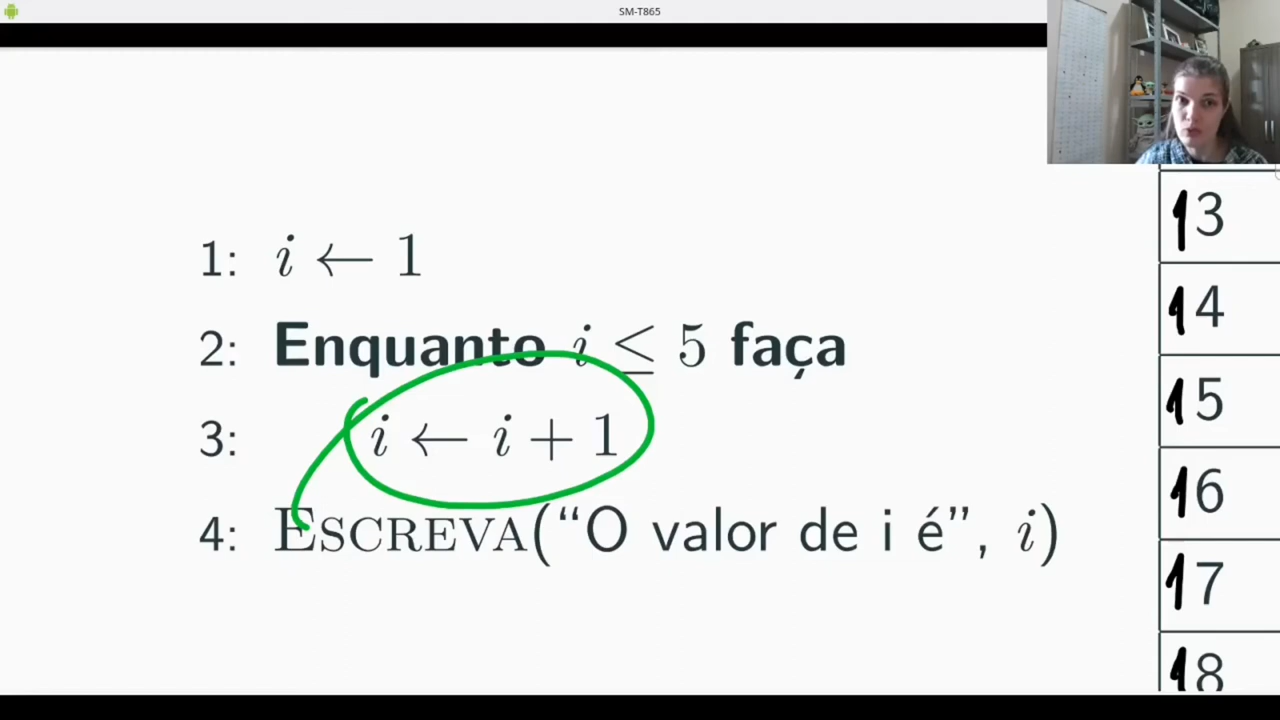 SM-T865
1: i ← 1
2: Enquanto i ≤ 5 faça
3: i ← i + 1
4: Escreva(“O valor de i é”, i)
13
14
15
16
17
18